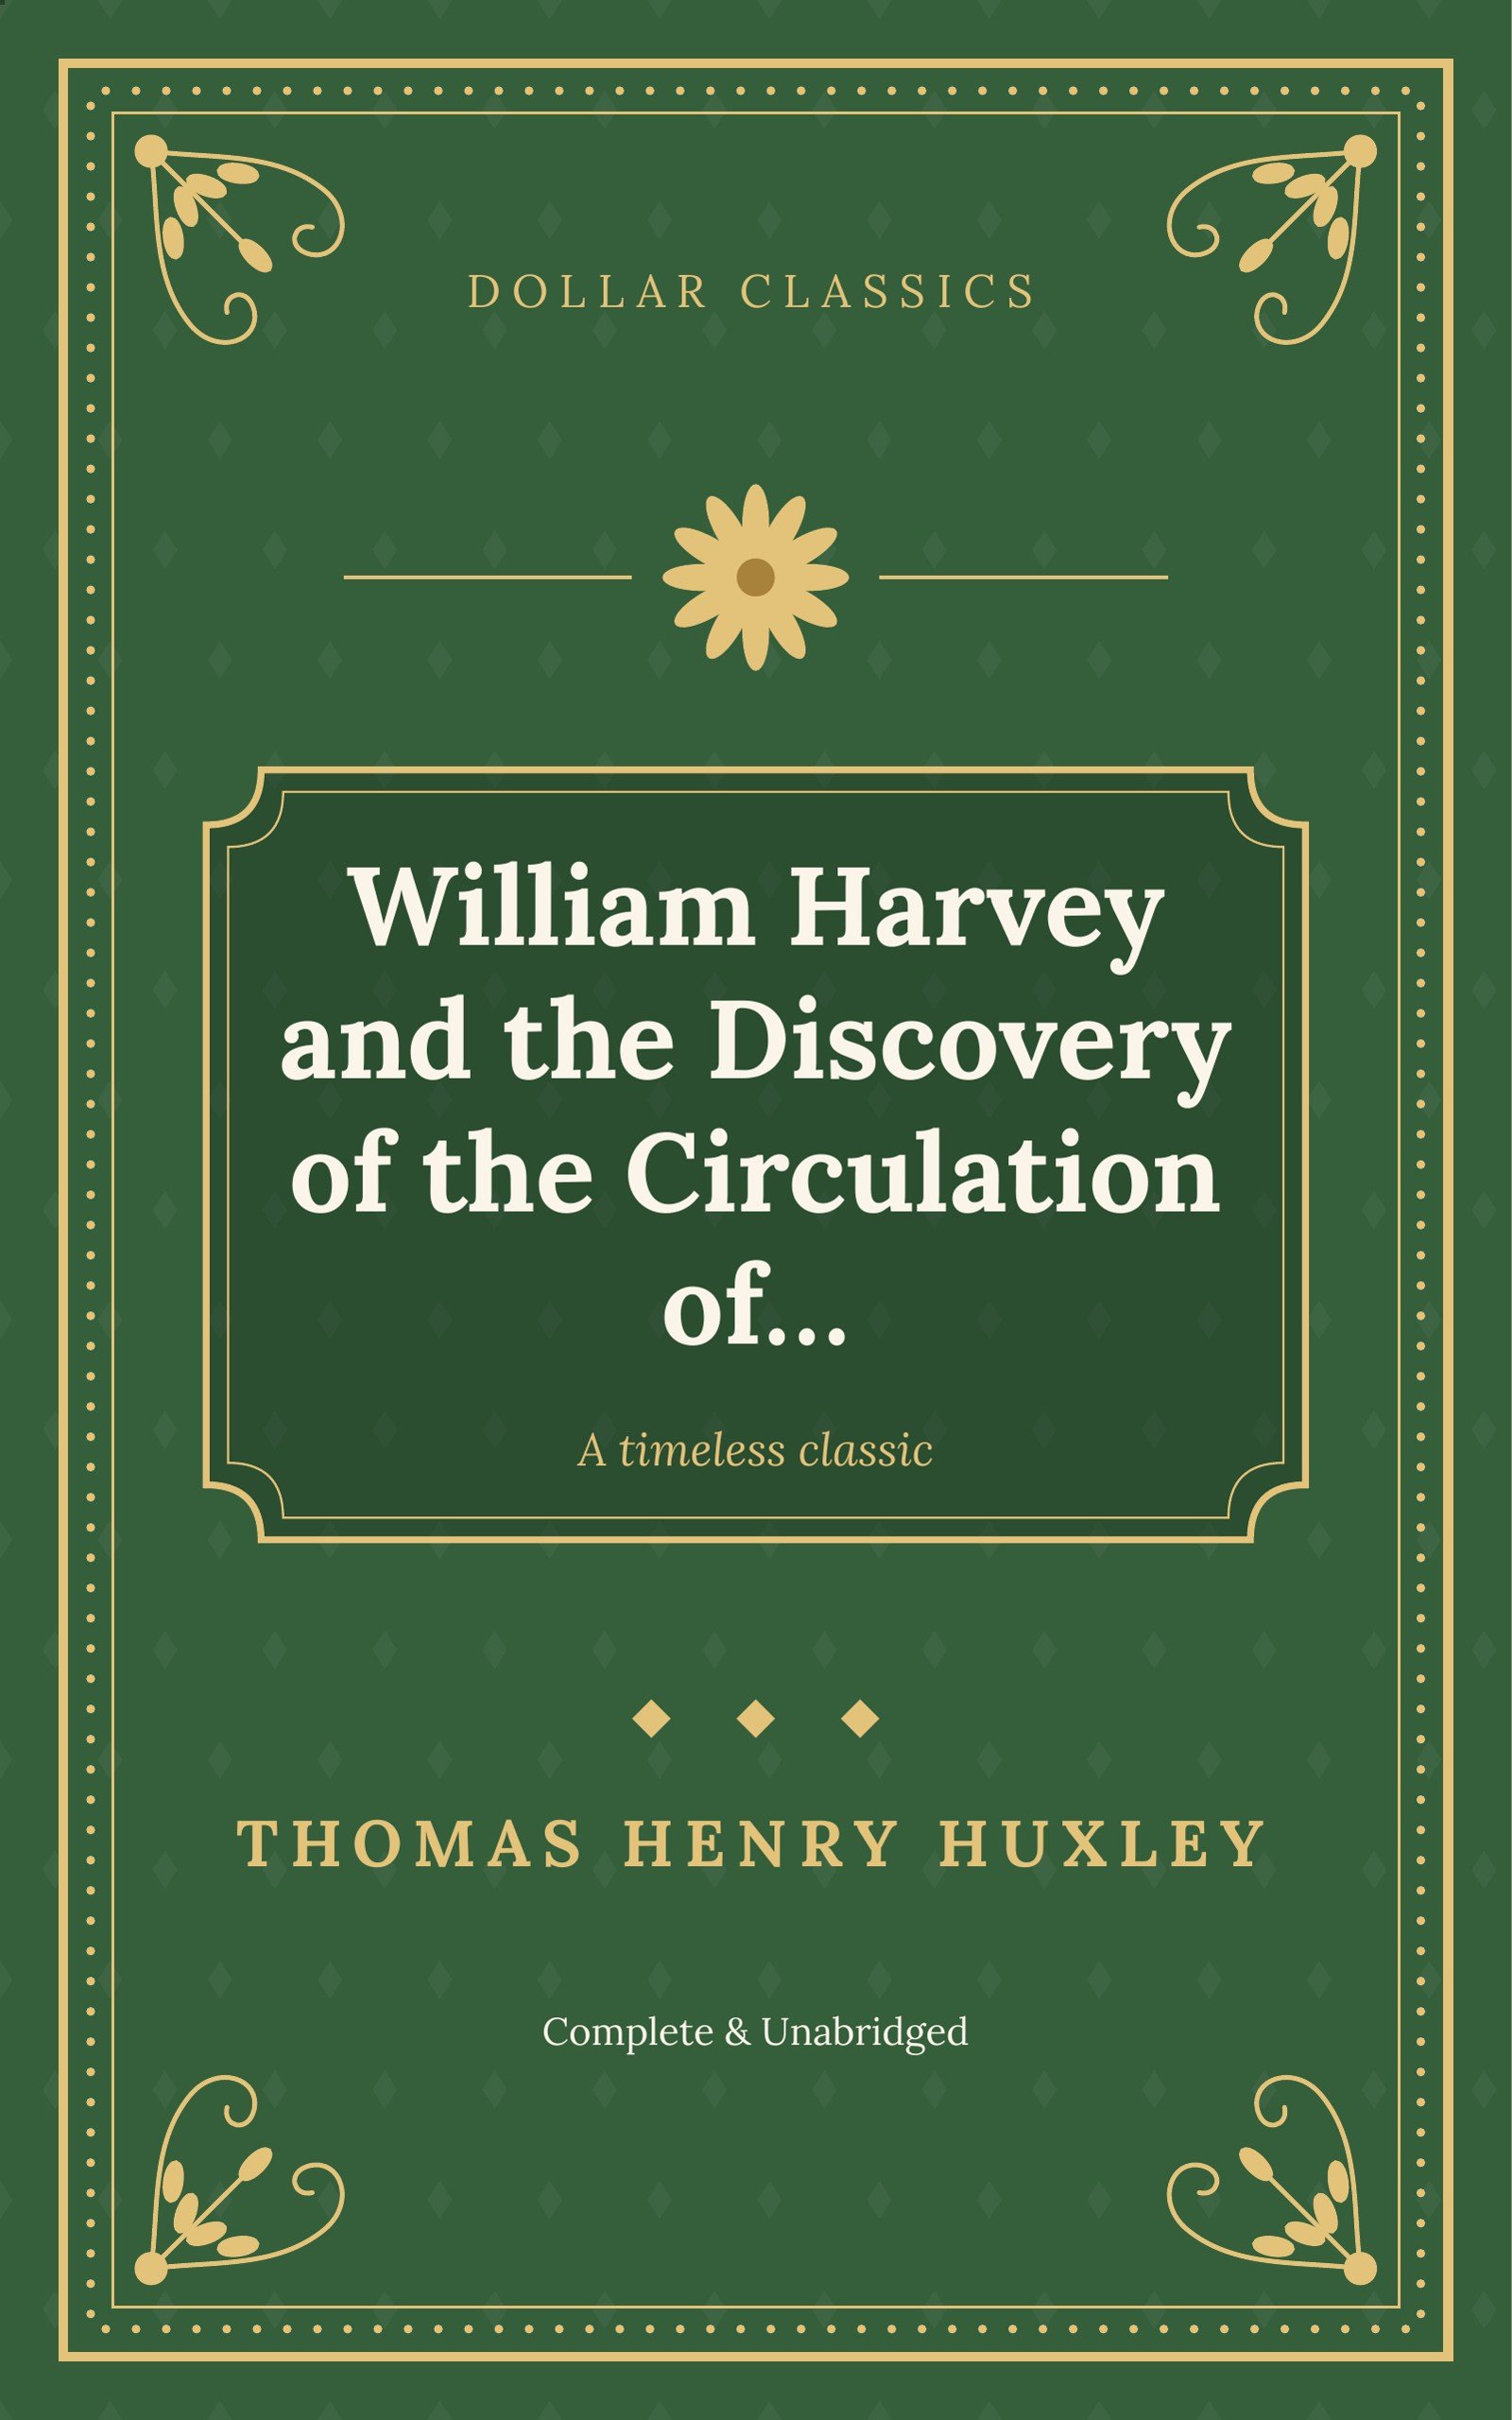 DOLLAR CLASSICS
William Harvey
and the Discovery
of the Circulation
of...
A timeless classic
THOMAS HENRY HUXLEY
Complete & Unabridged